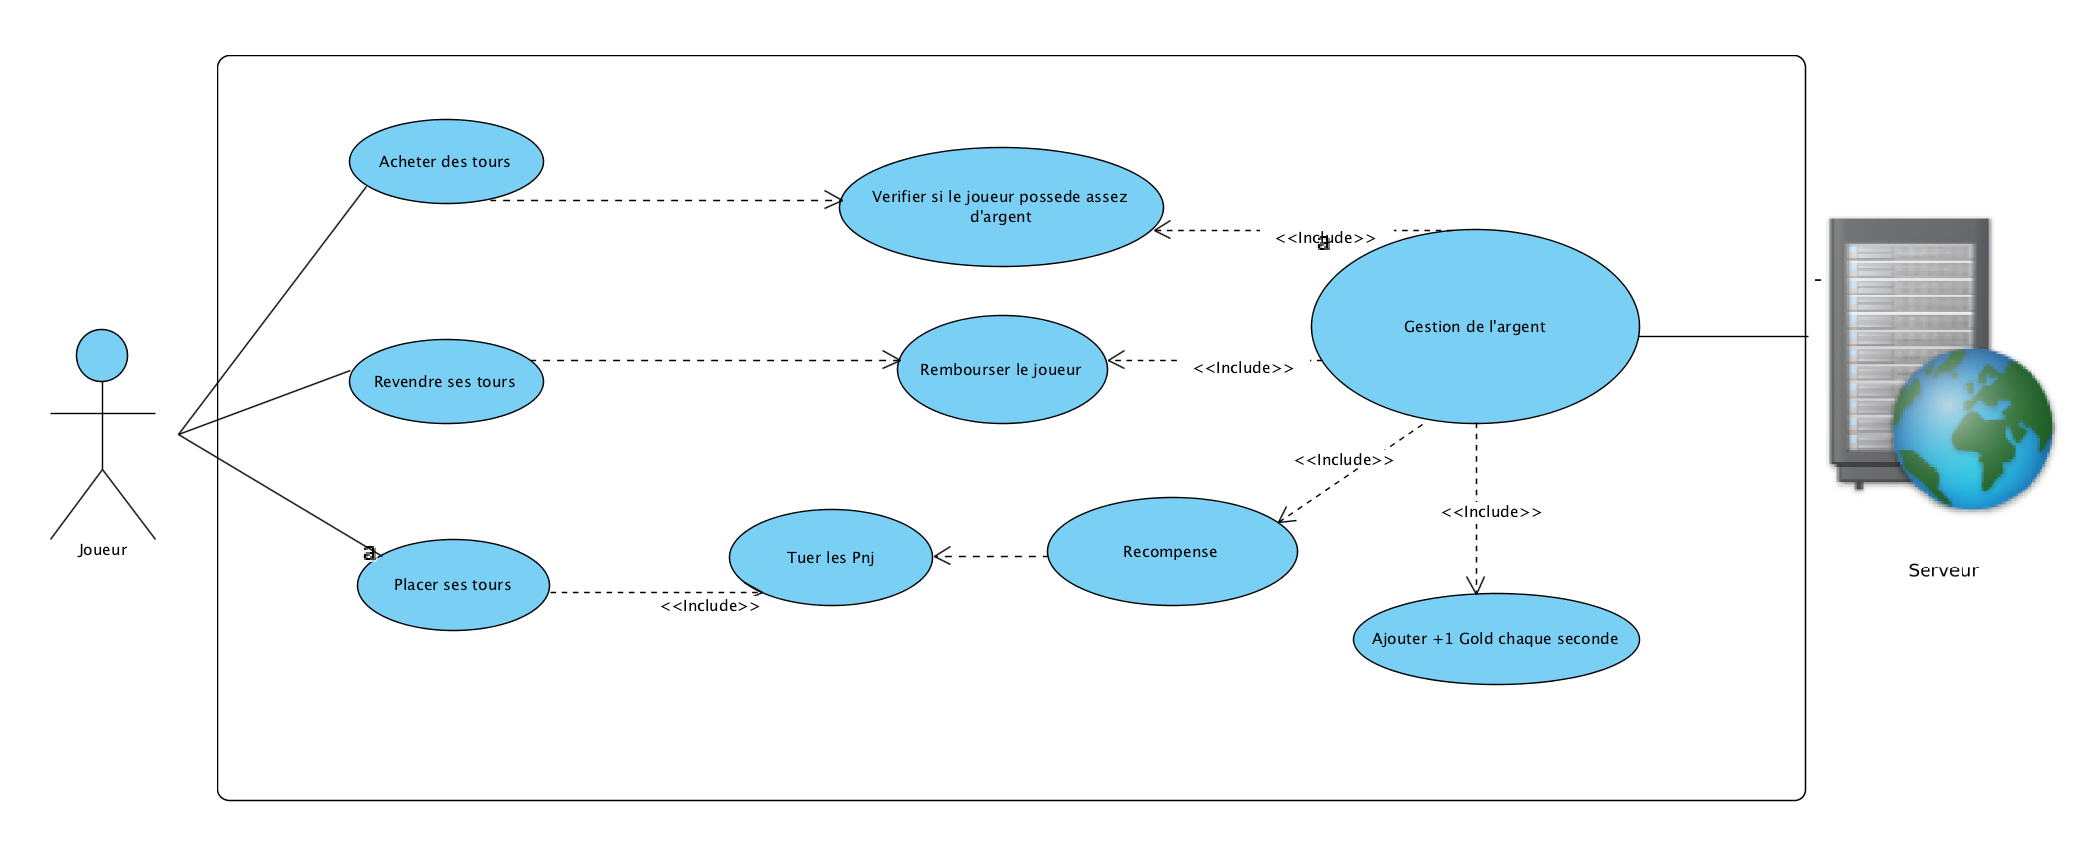 Acheter des tours
Verifier si le joueur possede assez
d'argent
<<Include>>
a
Gestion de l'argent
Revendre ses tours
Rembourser le joueur
<<Include>>
<<Include>>
<<Include>>
Joueur
a
Placer ses tours
<<Include>>
Tuer les Pnj
Recompense
Ajouter +1 Gold chaque seconde
Serveur